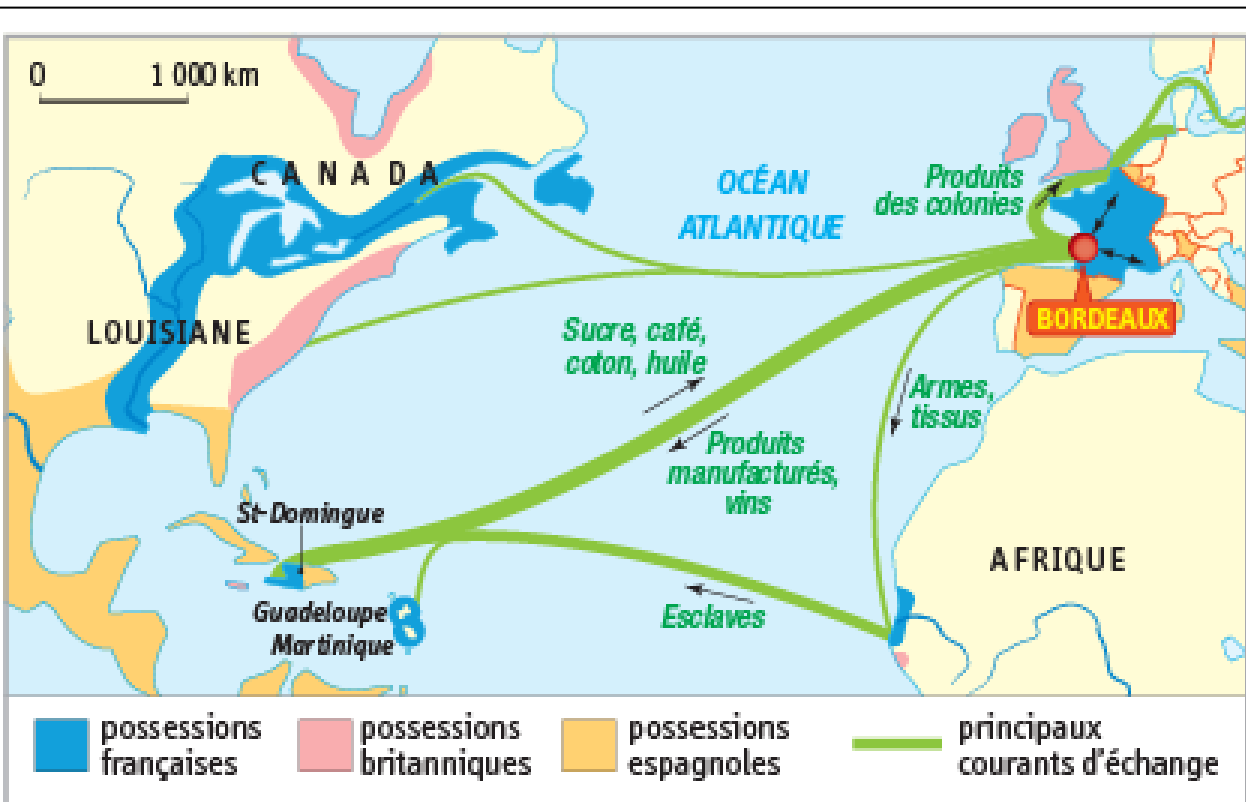 0 1 000 km
CANADA
OCÉAN
ATLANTIQUE
Produits
des colonies
BORDEAUX
LOUISIANE
Sucre, café,
coton, huile
Armes,
tissus
Produits
manufacturés,
vins
St-Domingue
AFRIQUE
Guadeloupe
Martinique
Esclaves
possessions
françaises
possessions
britanniques
possessions
espagnoles
principaux
courants d'échange